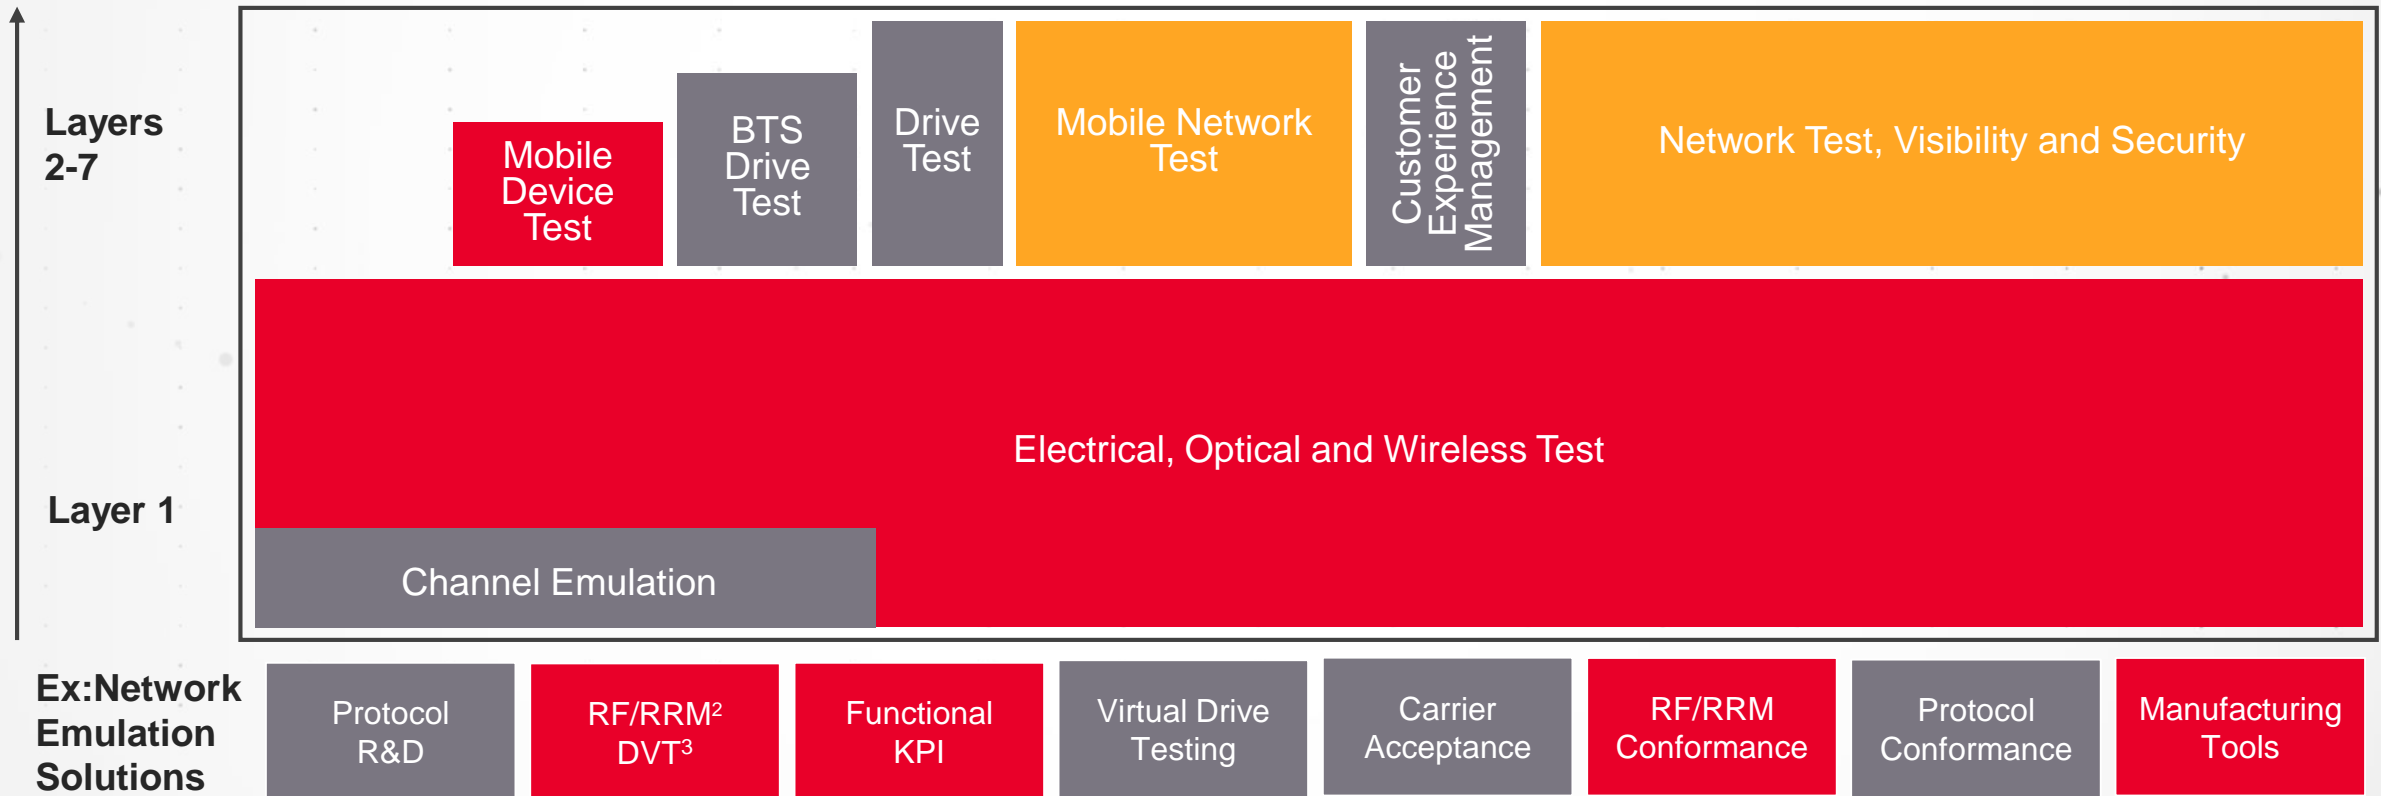 Layers
2-7
Mobile
Device
Test
BTS
Drive
Test
Drive
Test
Mobile Network
Test
Customer
Experience
Management
Network Test, Visibility and Security
Layer 1
Electrical, Optical and Wireless Test
Channel Emulation
Ex:Network
Emulation
Solutions
Protocol
R&D
RF/RRM²
DVT³
Functional
KPI
Virtual Drive
Testing
Carrier
Acceptance
RF/RRM
Conformance
Protocol
Conformance
Manufacturing
Tools